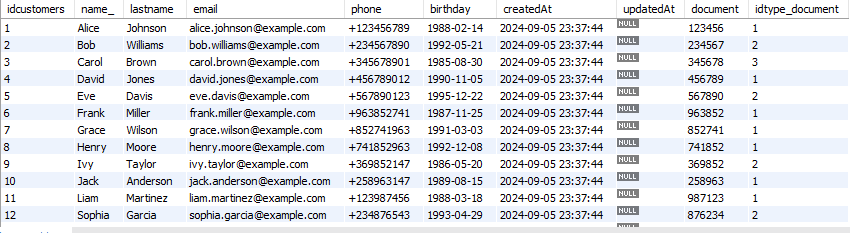 idcustomers name_ lastname email phone birthday createdAt updatedAt document idtype_document
1 Alice Johnson alice.johnson@example.com +123456789 1988-02-14 2024-09-05 23:37:44 NULL 123456 1
2 Bob Williams bob.williams@example.com +234567890 1992-05-21 2024-09-05 23:37:44 NULL 234567 2
3 Carol Brown carol.brown@example.com +345678901 1985-08-30 2024-09-05 23:37:44 NULL 345678 3
4 David Jones david.jones@example.com +456789012 1990-11-05 2024-09-05 23:37:44 NULL 456789 1
5 Eve Davis eve.davis@example.com +567890123 1995-12-22 2024-09-05 23:37:44 NULL 567890 2
6 Frank Miller frank.miller@example.com +963852741 1987-11-25 2024-09-05 23:37:44 NULL 963852 1
7 Grace Wilson grace.wilson@example.com +852741963 1991-03-03 2024-09-05 23:37:44 NULL 852741 1
8 Henry Moore henry.moore@example.com +741852963 1992-12-08 2024-09-05 23:37:44 NULL 741852 1
9 Ivy Taylor ivy.taylor@example.com +369852147 1986-05-20 2024-09-05 23:37:44 NULL 369852 2
10 Jack Anderson jack.anderson@example.com +258963147 1989-08-15 2024-09-05 23:37:44 NULL 258963 1
11 Liam Martinez liam.martinez@example.com +123987456 1988-03-18 2024-09-05 23:37:44 NULL 987123 1
12 Sophia Garcia sophia.garcia@example.com +234876543 1993-04-29 2024-09-05 23:37:44 NULL 876234 2
NULL